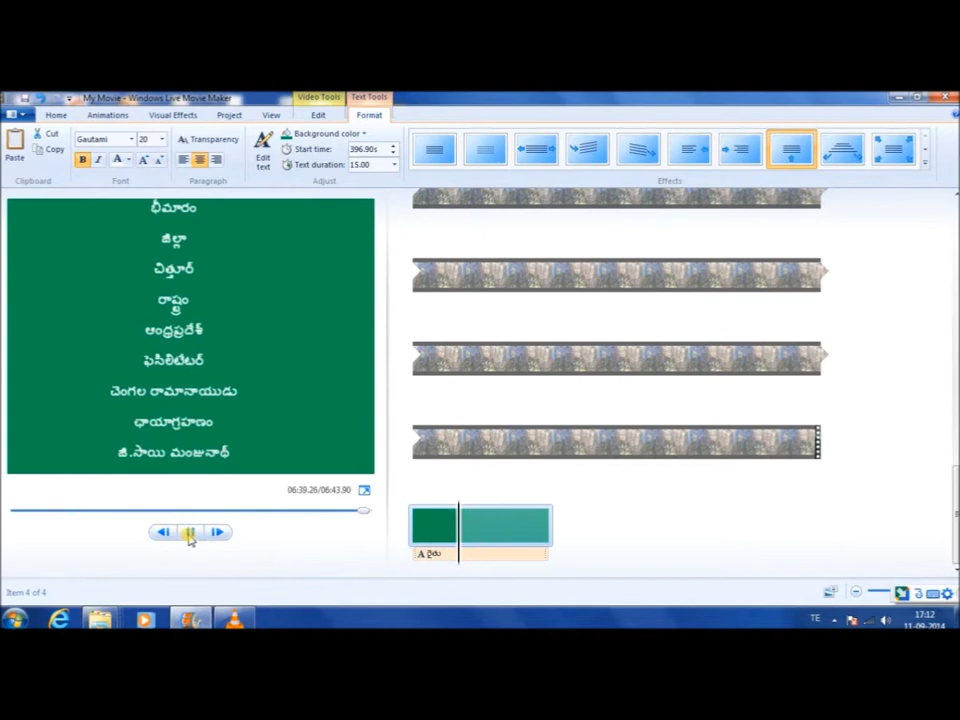 My Movie - Windows Live Movie Maker
Video Tools
Text Tools
Home
Animations
Visual Effects
Project
View
Edit
Format
Paste
Cut
Copy
Clipboard
Gautami
20
B I A A A
Font
Transparency
Paragraph
Edit text
Background color
Start time: 396.90s
Text duration: 15.00
Adjust
Effects
భీమారం
జిల్లా
చిత్తూర్
రాష్ట్రం
ఆంధ్రప్రదేశ్
ఫెసిలిటేటర్
చెంగల రామానాయుడు
ఛాయాగ్రహణం
జి.సాయి మంజునాథ్
06:39.26/06:43.90
A రైతు
Item 4 of 4
TE
17:12
11-09-2014